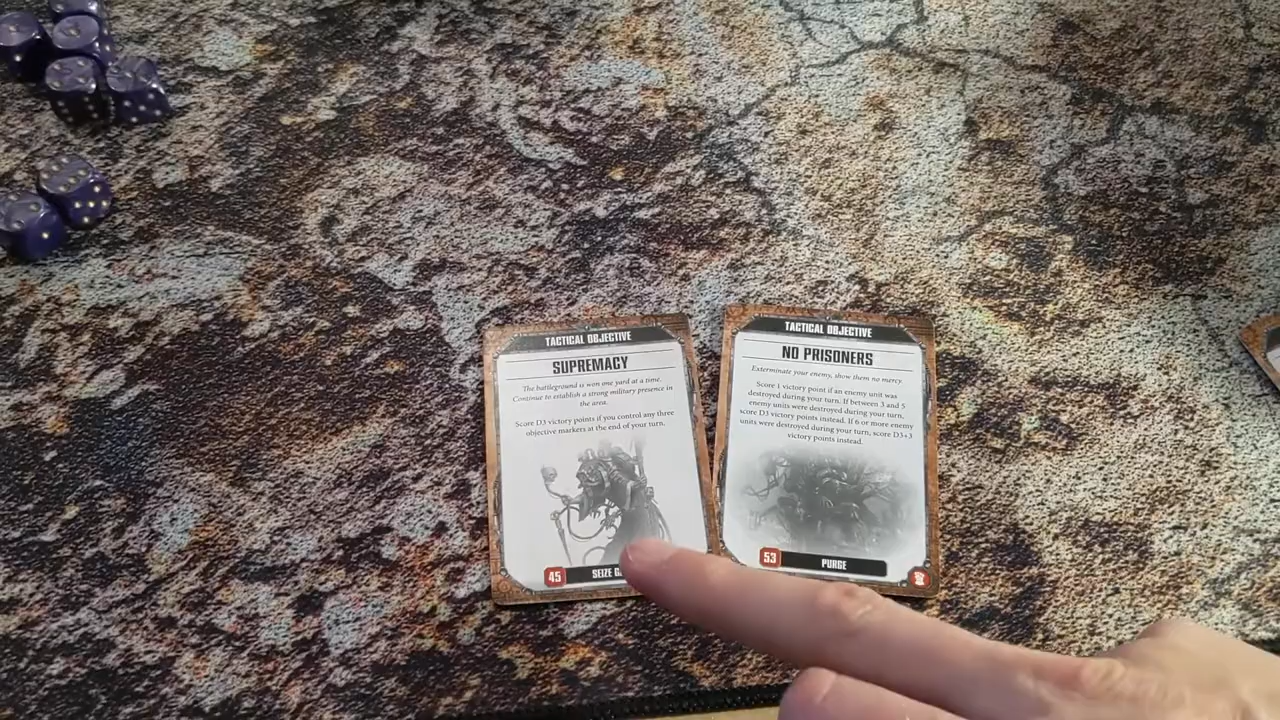 TACTICAL OBJECTIVE
SUPREMACY
The battleground is won one yard at a time.
Continue to establish a strong military presence in
the area.
Score D3 victory points if you control any three
objective markers at the end of your turn.
45
SEIZE G
TACTICAL OBJECTIVE
NO PRISONERS
Exterminate your enemy, show them no mercy.
Score 1 victory point if an enemy unit was
destroyed during your turn. If between 3 and 5
enemy units were destroyed during your turn,
score D3 victory points instead. If 6 or more enemy
units were destroyed during your turn, score D3+3
victory points instead.
53
PURGE